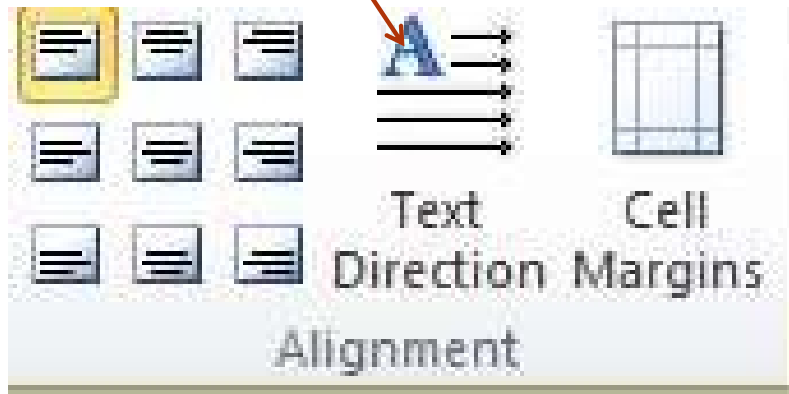 A
Text
Direction
Cell
Margins
Alignment